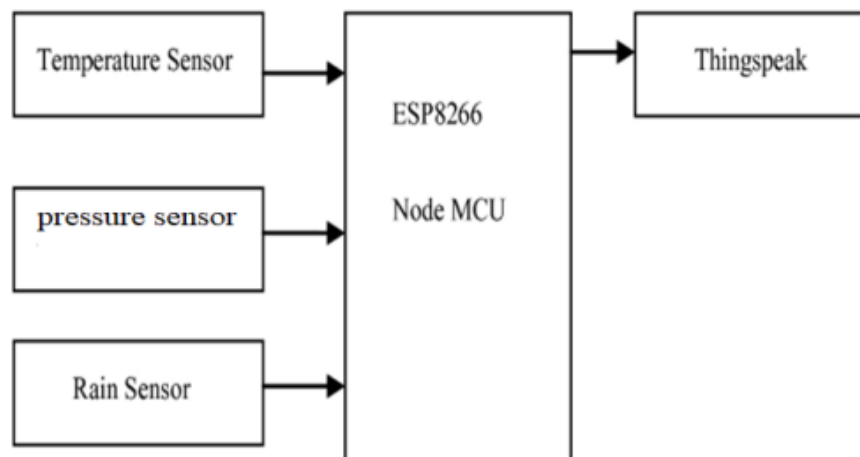 Temperature Sensor
pressure sensor
Rain Sensor
ESP8266
Node MCU
Thingspeak